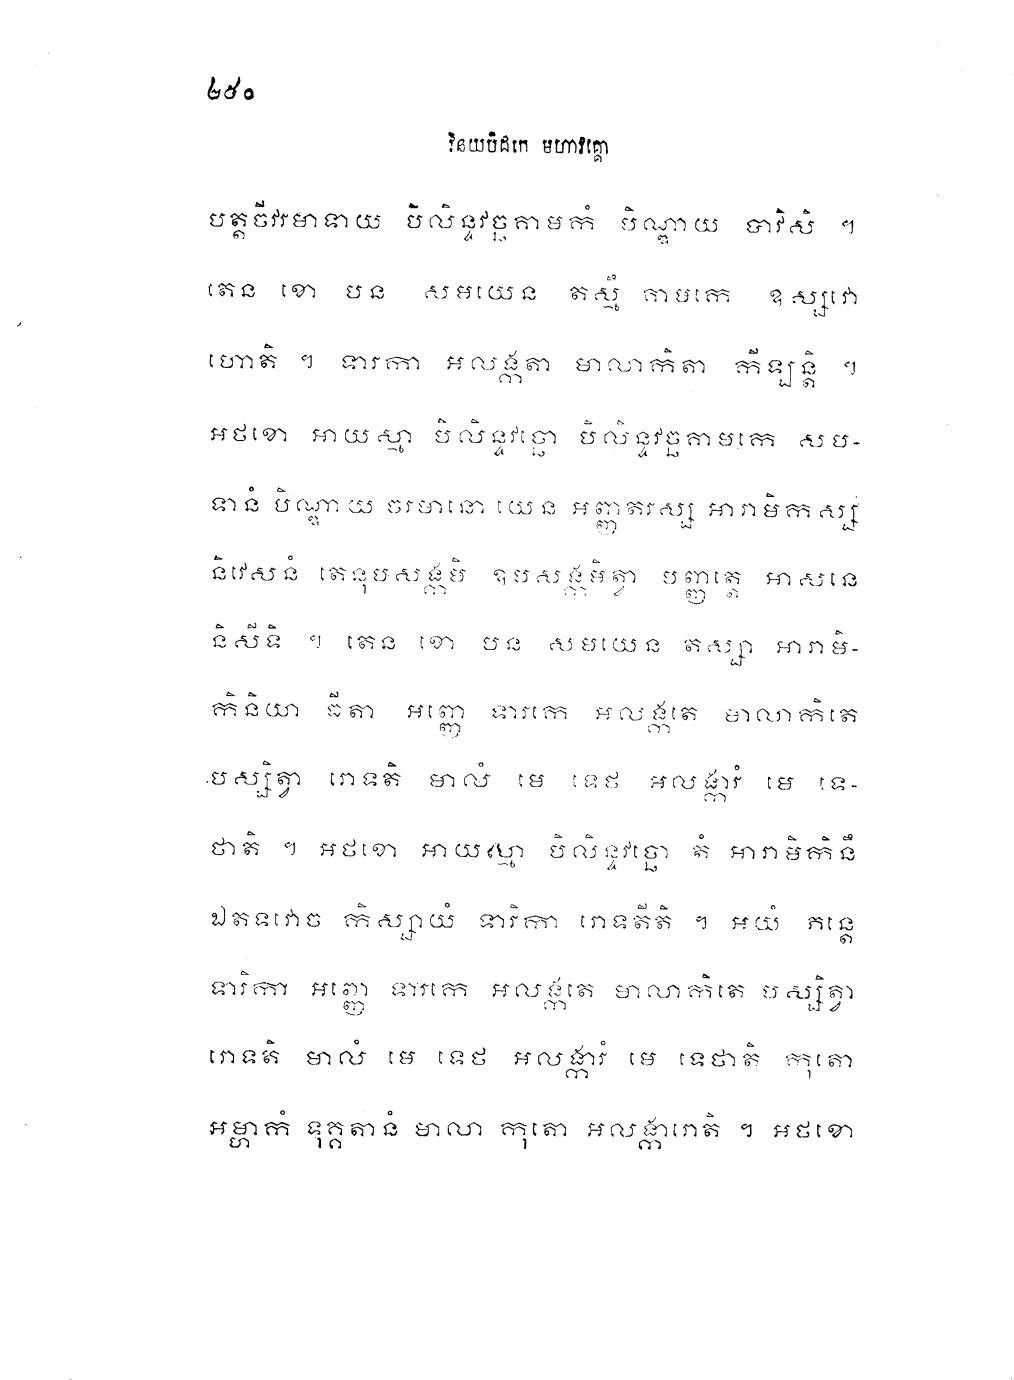 ២៥០
វិនយបិដកេ មហាវគ្គោ
បត្តចីវរមាទាយ បិលិន្ទវច្ឆគាមកំ បិណ្ឌាយ បាវិសិ ។
តេន ខោ បន សមយេន តស្មឹ គាមកេ ឧស្សវោ
ហោតិ ។ ទារកា អលង្កតា មាលាកិតា កីឡន្តិ ។
អថខោ អាយស្មា បិលិន្ទវច្ឆោ បិលិន្ទវច្ឆគាមកេ សប-
ទានំ បិណ្ឌាយ ចរមានោ យេន អញ្ញតរស្ស អារាមិកស្ស
និវេសនំ តេនុបសង្កមិ ឧបសង្កមិត្វា បញ្ញត្តេ អាសនេ
និសីទិ ។ តេន ខោ បន សមយេន តស្សា អារាមិ-
កិនិយា ធីតា អញ្ញេ ទារកេ អលង្កតេ មាលាកិតេ
បស្សិត្វា រោទតិ មាលំ មេ ទេថ អលង្ការំ មេ ទេ-
ថាតិ ។ អថខោ អាយស្មា បិលិន្ទវច្ឆោ តំ អារាមិកិនឹ
ឯតទវោច កិស្សាយំ ទារិកា រោទតីតិ ។ អយំ ភន្តេ
ទារិកា អញ្ញេ ទារកេ អលង្កតេ មាលាកិតេ បស្សិត្វា
រោទតិ មាលំ មេ ទេថ អលង្ការំ មេ ទេថាតិ កុតោ
អម្ហាកំ ទុគ្គតានំ មាលា កុតោ អលង្ការោតិ ។ អថខោ